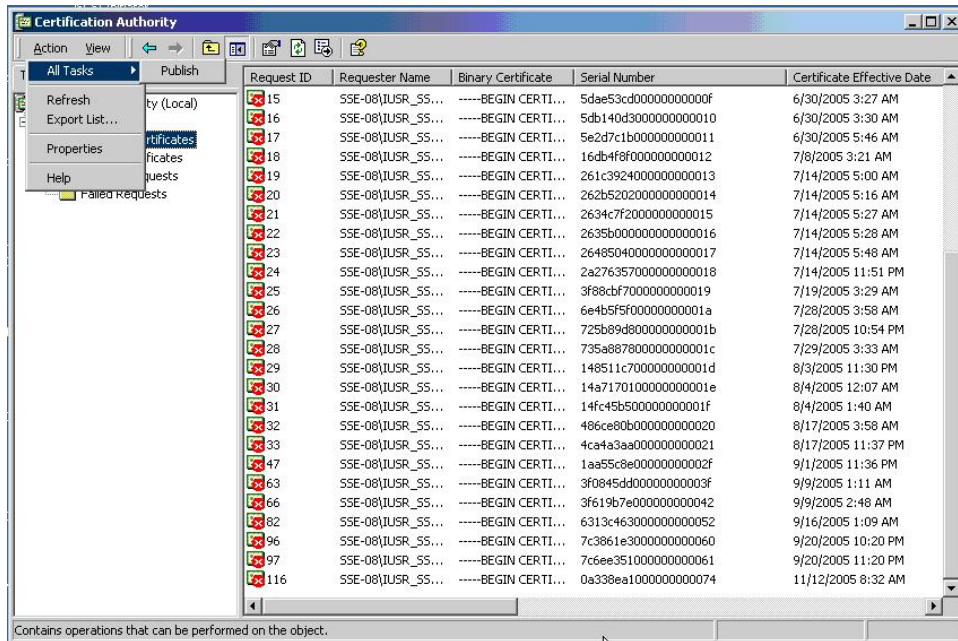 Certification Authority
Action View
All Tasks
Publish
Refresh
Export List...
Properties
Help
ty (Local)
rtificates
ficates
quests
Failed Requests
Request ID Requester Name Binary Certificate Serial Number Certificate Effective Date
15 SSE-08\IUSR_SS... -----BEGIN CERTI... 5dae53cd00000000000f 6/30/2005 3:27 AM
16 SSE-08\IUSR_SS... -----BEGIN CERTI... 5db140d3000000000010 6/30/2005 3:30 AM
17 SSE-08\IUSR_SS... -----BEGIN CERTI... 5e2d7c1b000000000011 6/30/2005 5:46 AM
18 SSE-08\IUSR_SS... -----BEGIN CERTI... 16db4f8f000000000012 7/8/2005 3:21 AM
19 SSE-08\IUSR_SS... -----BEGIN CERTI... 261c3924000000000013 7/14/2005 5:00 AM
20 SSE-08\IUSR_SS... -----BEGIN CERTI... 262b5202000000000014 7/14/2005 5:16 AM
21 SSE-08\IUSR_SS... -----BEGIN CERTI... 2634c7f2000000000015 7/14/2005 5:27 AM
22 SSE-08\IUSR_SS... -----BEGIN CERTI... 2635b000000000000016 7/14/2005 5:28 AM
23 SSE-08\IUSR_SS... -----BEGIN CERTI... 26485040000000000017 7/14/2005 5:48 AM
24 SSE-08\IUSR_SS... -----BEGIN CERTI... 2a276357000000000018 7/14/2005 11:51 PM
25 SSE-08\IUSR_SS... -----BEGIN CERTI... 3f88cbf7000000000019 7/19/2005 3:29 AM
26 SSE-08\IUSR_SS... -----BEGIN CERTI... 6e4b5f5f00000000001a 7/28/2005 3:58 AM
27 SSE-08\IUSR_SS... -----BEGIN CERTI... 725b89d800000000001b 7/28/2005 10:54 PM
28 SSE-08\IUSR_SS... -----BEGIN CERTI... 735a887800000000001c 7/29/2005 3:33 AM
29 SSE-08\IUSR_SS... -----BEGIN CERTI... 148511c700000000001d 8/3/2005 11:30 PM
30 SSE-08\IUSR_SS... -----BEGIN CERTI... 14a7170100000000001e 8/4/2005 12:07 AM
31 SSE-08\IUSR_SS... -----BEGIN CERTI... 14fc45b500000000001f 8/4/2005 1:40 AM
32 SSE-08\IUSR_SS... -----BEGIN CERTI... 486ce80b000000000020 8/17/2005 3:58 AM
33 SSE-08\IUSR_SS... -----BEGIN CERTI... 4ca4a3aa000000000021 8/17/2005 11:37 PM
47 SSE-08\IUSR_SS... -----BEGIN CERTI... 1aa55c8e00000000002f 9/1/2005 11:36 PM
63 SSE-08\IUSR_SS... -----BEGIN CERTI... 3f0845dd00000000003f 9/9/2005 1:11 AM
66 SSE-08\IUSR_SS... -----BEGIN CERTI... 3f619b7e000000000042 9/9/2005 2:48 AM
82 SSE-08\IUSR_SS... -----BEGIN CERTI... 6313c463000000000052 9/16/2005 1:09 AM
96 SSE-08\IUSR_SS... -----BEGIN CERTI... 7c3861e3000000000060 9/20/2005 10:20 PM
97 SSE-08\IUSR_SS... -----BEGIN CERTI... 7c6ee351000000000061 9/20/2005 11:20 PM
116 SSE-08\IUSR_SS... -----BEGIN CERTI... 0a338ea1000000000074 11/12/2005 8:32 AM
Contains operations that can be performed on the object.